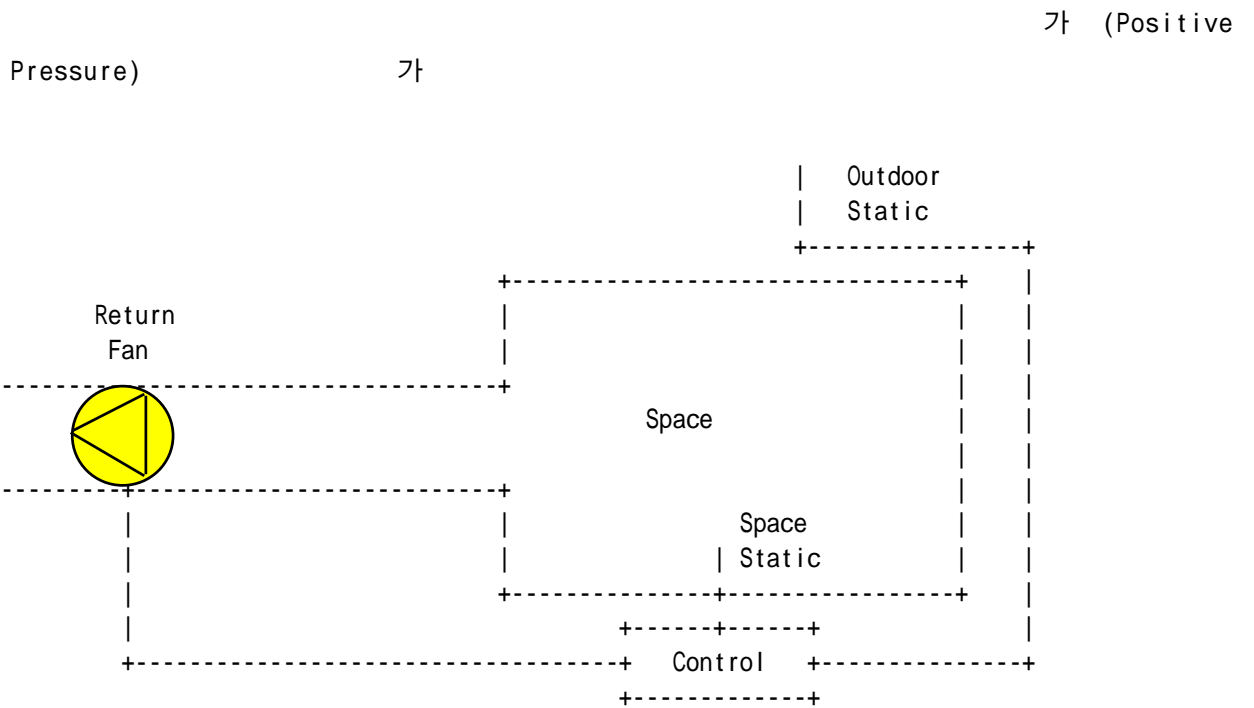 가 (Positive
Pressure) 가
Outdoor
Static
Return
Fan
Space
Space
Static
Control